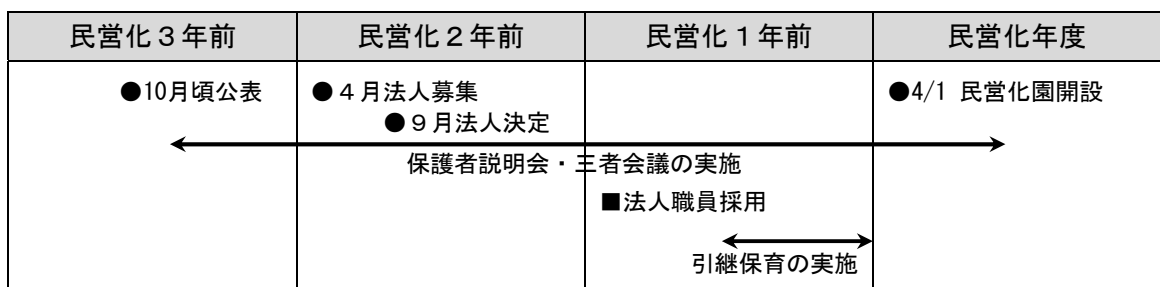 民営化３年前
民営化２年前
民営化１年前
民営化年度
●10月頃公表
●４月法人募集
●4/1 民営化園開設
●９月法人決定
保護者説明会・三者会議の実施
■法人職員採用
引継保育の実施